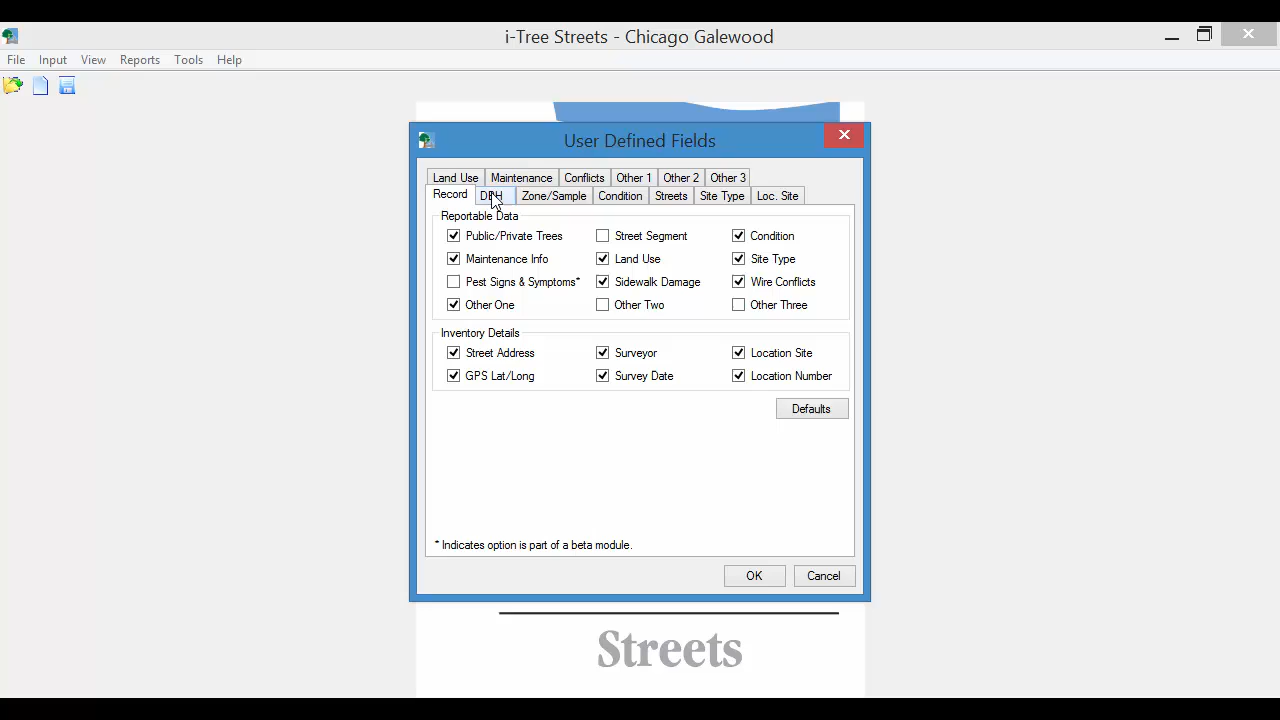 i-Tree Streets - Chicago Galewood
File Input View Reports Tools Help
User Defined Fields
Land Use Maintenance Conflicts Other 1 Other 2 Other 3
Record DBH Zone/Sample Condition Streets Site Type Loc. Site
Reportable Data
Public/Private Trees Street Segment Condition
Maintenance Info Land Use Site Type
Pest Signs & Symptoms* Sidewalk Damage Wire Conflicts
Other One Other Two Other Three
Inventory Details
Street Address Surveyor Location Site
GPS Lat/Long Survey Date Location Number
Defaults
* Indicates option is part of a beta module.
OK Cancel
Streets